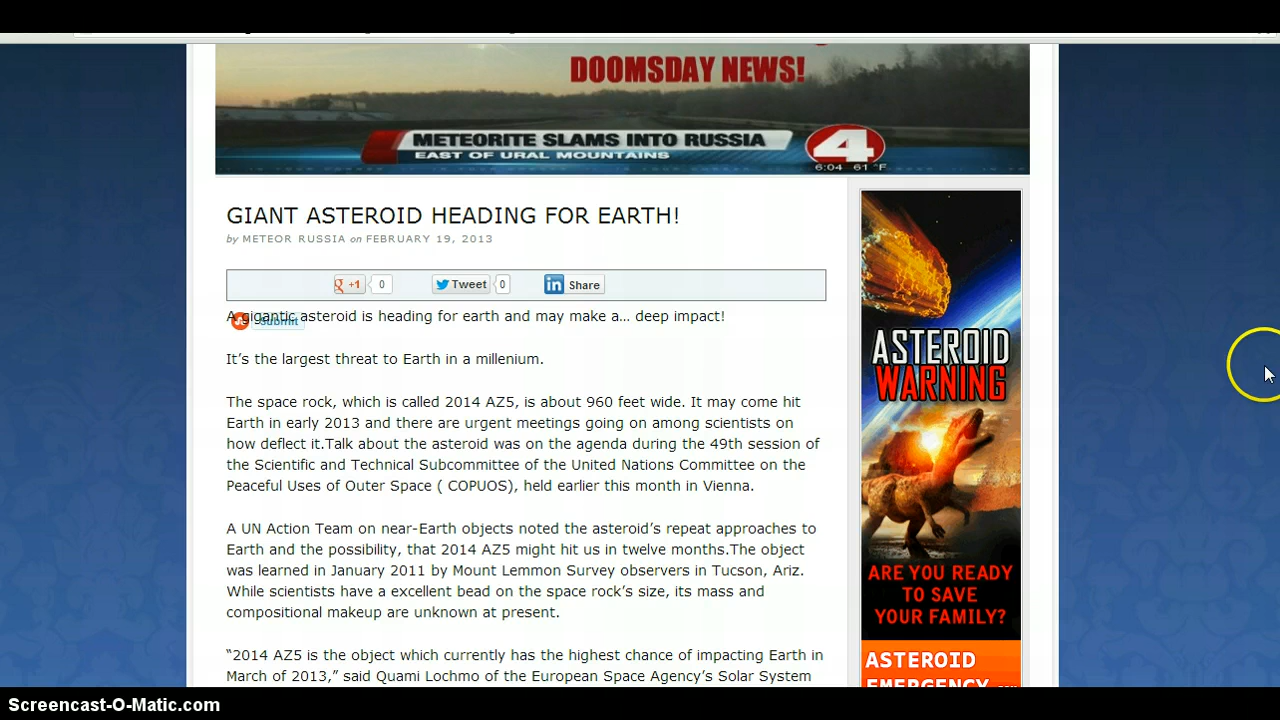 DOOMSDAY NEWS!
METEORITE SLAMS INTO RUSSIA
EAST OF URAL MOUNTAINS
4
6:04 61 °F
GIANT ASTEROID HEADING FOR EARTH!
by METEOR RUSSIA on FEBRUARY 19, 2013
g +1 0 Tweet 0 in Share
Submit
A gigantic asteroid is heading for earth and may make a... deep impact!
It's the largest threat to Earth in a millenium.
The space rock, which is called 2014 AZ5, is about 960 feet wide. It may come hit
Earth in early 2013 and there are urgent meetings going on among scientists on
how deflect it.Talk about the asteroid was on the agenda during the 49th session of
the Scientific and Technical Subcommittee of the United Nations Committee on the
Peaceful Uses of Outer Space ( COPUOS), held earlier this month in Vienna.
A UN Action Team on near-Earth objects noted the asteroid's repeat approaches to
Earth and the possibility, that 2014 AZ5 might hit us in twelve months.The object
was learned in January 2011 by Mount Lemmon Survey observers in Tucson, Ariz.
While scientists have a excellent bead on the space rock's size, its mass and
compositional makeup are unknown at present.
“2014 AZ5 is the object which currently has the highest chance of impacting Earth in
March of 2013,” said Quami Lochmo of the European Space Agency's Solar System
ASTEROID
WARNING
ARE YOU READY
TO SAVE
YOUR FAMILY?
ASTEROID
EMERGENCY
Screencast-O-Matic.com